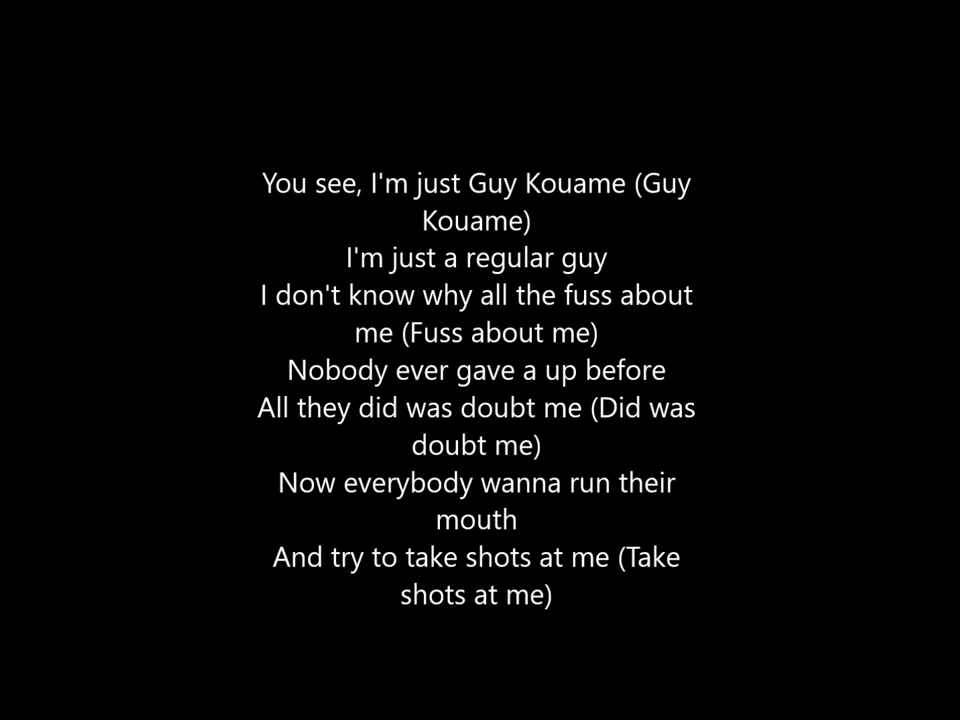 You see, I'm just Guy Kouame (Guy
Kouame)
I'm just a regular guy
I don't know why all the fuss about
me (Fuss about me)
Nobody ever gave a up before
All they did was doubt me (Did was
doubt me)
Now everybody wanna run their
mouth
And try to take shots at me (Take
shots at me)